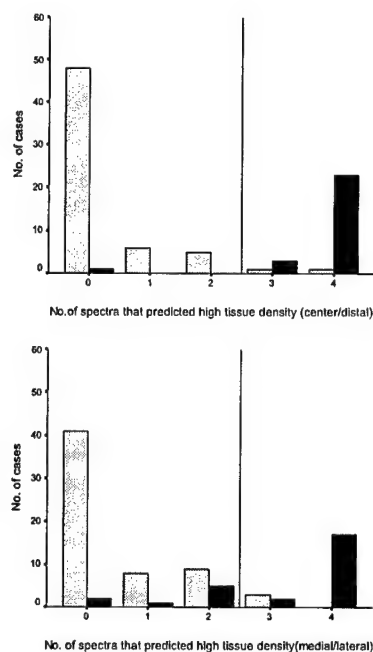 60
50
40
30
20
10
0
No. of cases
0 1 2 3 4
No.of spectra that predicted high tissue density (center/distal)
60
50
40
30
20
10
0
No. of cases
0 1 2 3 4
No. of spectra that predicted high tissue density(medial/lateral)